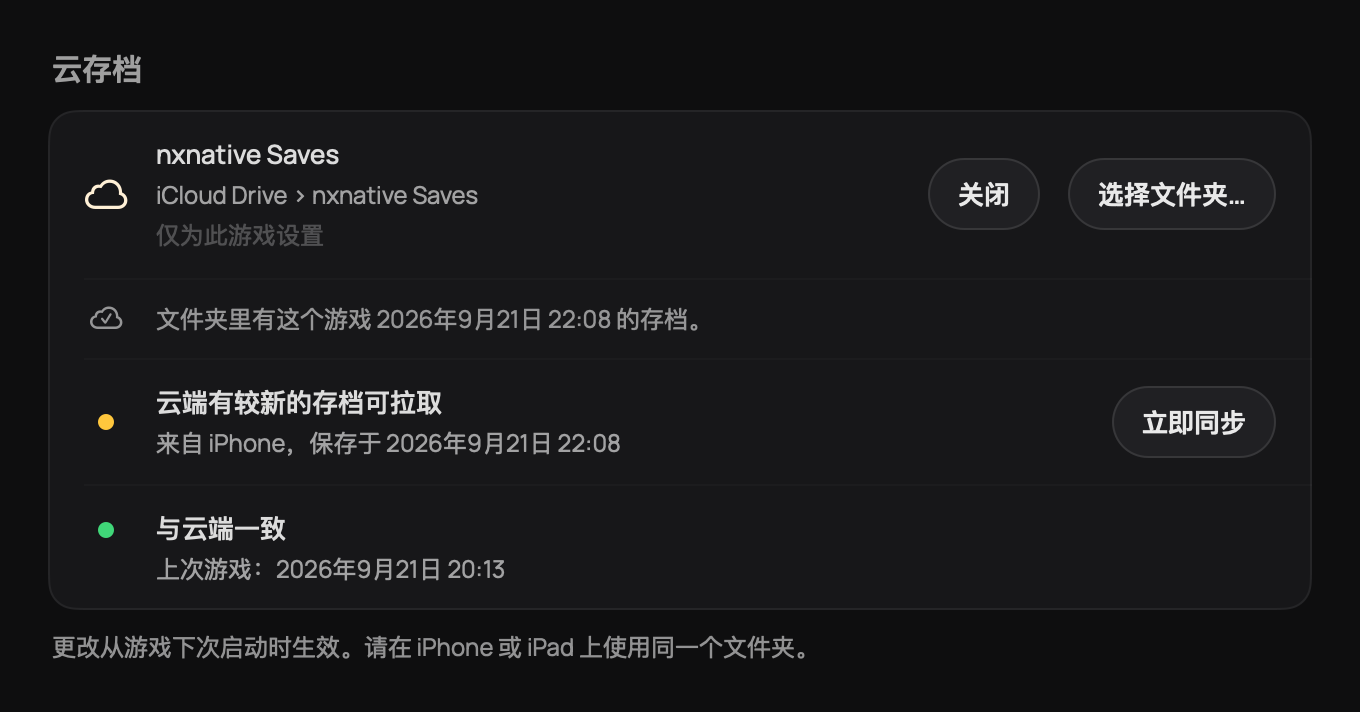 云存档
nxnative Saves
iCloud Drive › nxnative Saves
仅为此游戏设置
关闭
选择文件夹...
文件夹里有这个游戏 2026年9月21日 22:08 的存档。
云端有较新的存档可拉取
来自 iPhone，保存于 2026年9月21日 22:08
立即同步
与云端一致
上次游戏：2026年9月21日 20:13
更改从游戏下次启动时生效。请在 iPhone 或 iPad 上使用同一个文件夹。